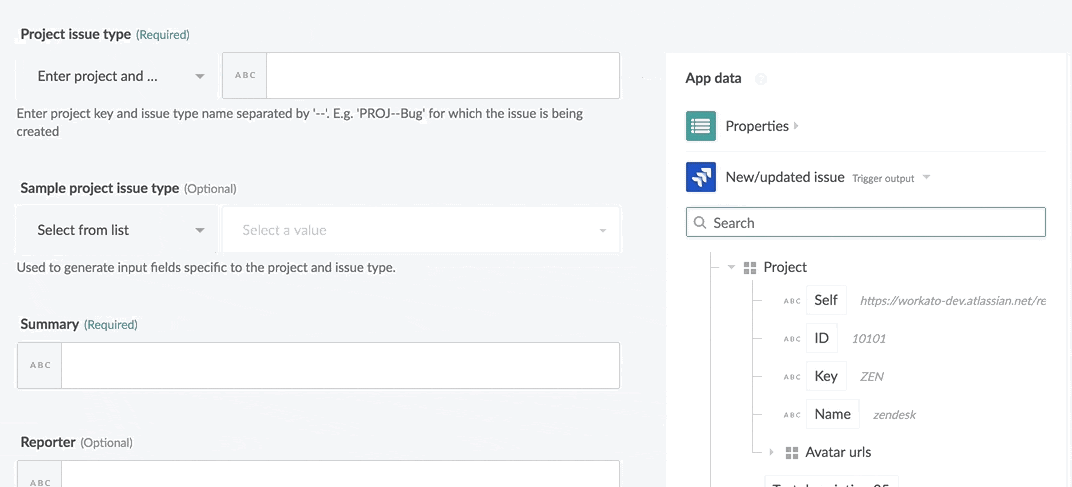 Project issue type (Required)
Enter project and ...
ABC
Enter project key and issue type name separated by '--'. E.g. 'PROJ--Bug' for which the issue is being
created
Sample project issue type (Optional)
Select from list
Select a value
Used to generate input fields specific to the project and issue type.
Summary (Required)
ABC
Reporter (Optional)
ABC
App data
Properties
New/updated issue Trigger output
Search
Project
ABC Self https://workato-dev.atlassian.net/re
ABC ID 10101
ABC Key ZEN
ABC Name zendesk
Avatar urls